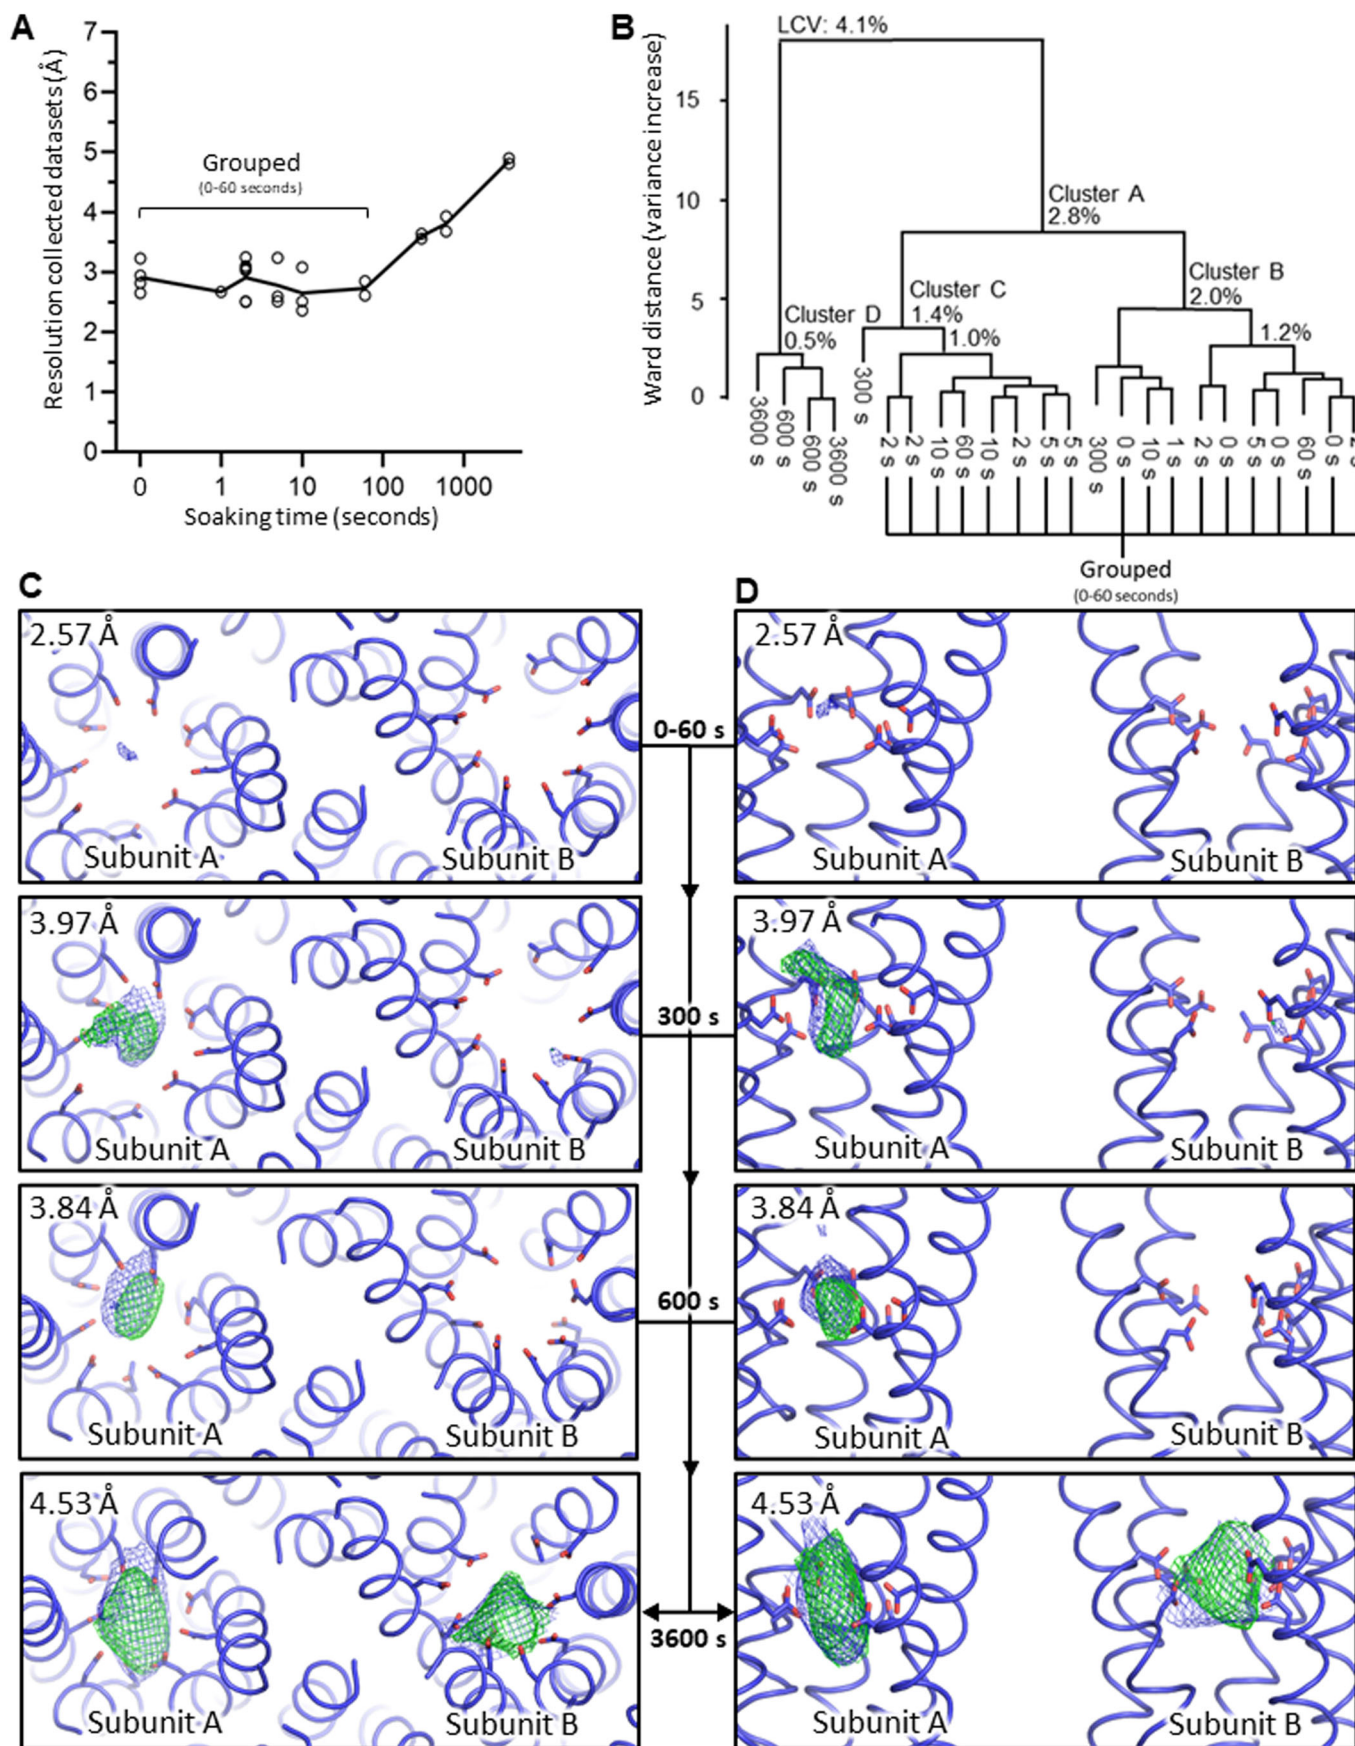 A
Resolution collected datasets (Å)
7
6
5
4
3
2
1
0
Grouped
(0-60 seconds)
0 1 10 100 1000
Soaking time (seconds)
B
Ward distance (variance increase)
15
10
5
0
LCV: 4.1%
Cluster A
2.8%
Cluster B
2.0%
Cluster C
1.4%
Cluster D
0.5%
1.0%
1.2%
3600 s
600 s
600 s
3600 s
300 s
2 s
2 s
10 s
60 s
10 s
2 s
5 s
5 s
300 s
0 s
10 s
1 s
2 s
0 s
5 s
0 s
60 s
0 s
Grouped
(0-60 seconds)
C
D
2.57 Å
Subunit A
Subunit B
0-60 s
2.57 Å
Subunit A
Subunit B
3.97 Å
Subunit A
Subunit B
300 s
3.97 Å
Subunit A
Subunit B
3.84 Å
Subunit A
Subunit B
600 s
3.84 Å
Subunit A
Subunit B
4.53 Å
Subunit A
Subunit B
3600 s
4.53 Å
Subunit A
Subunit B